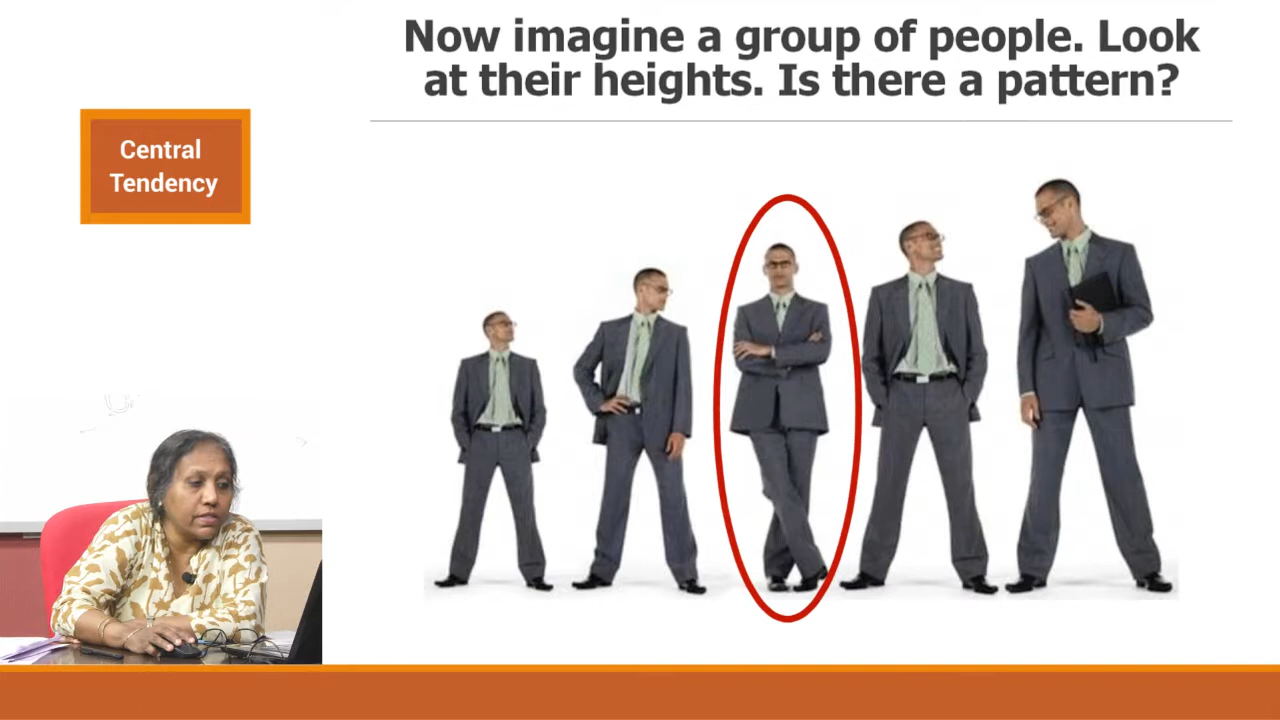 Now imagine a group of people. Look
at their heights. Is there a pattern?
Central
Tendency